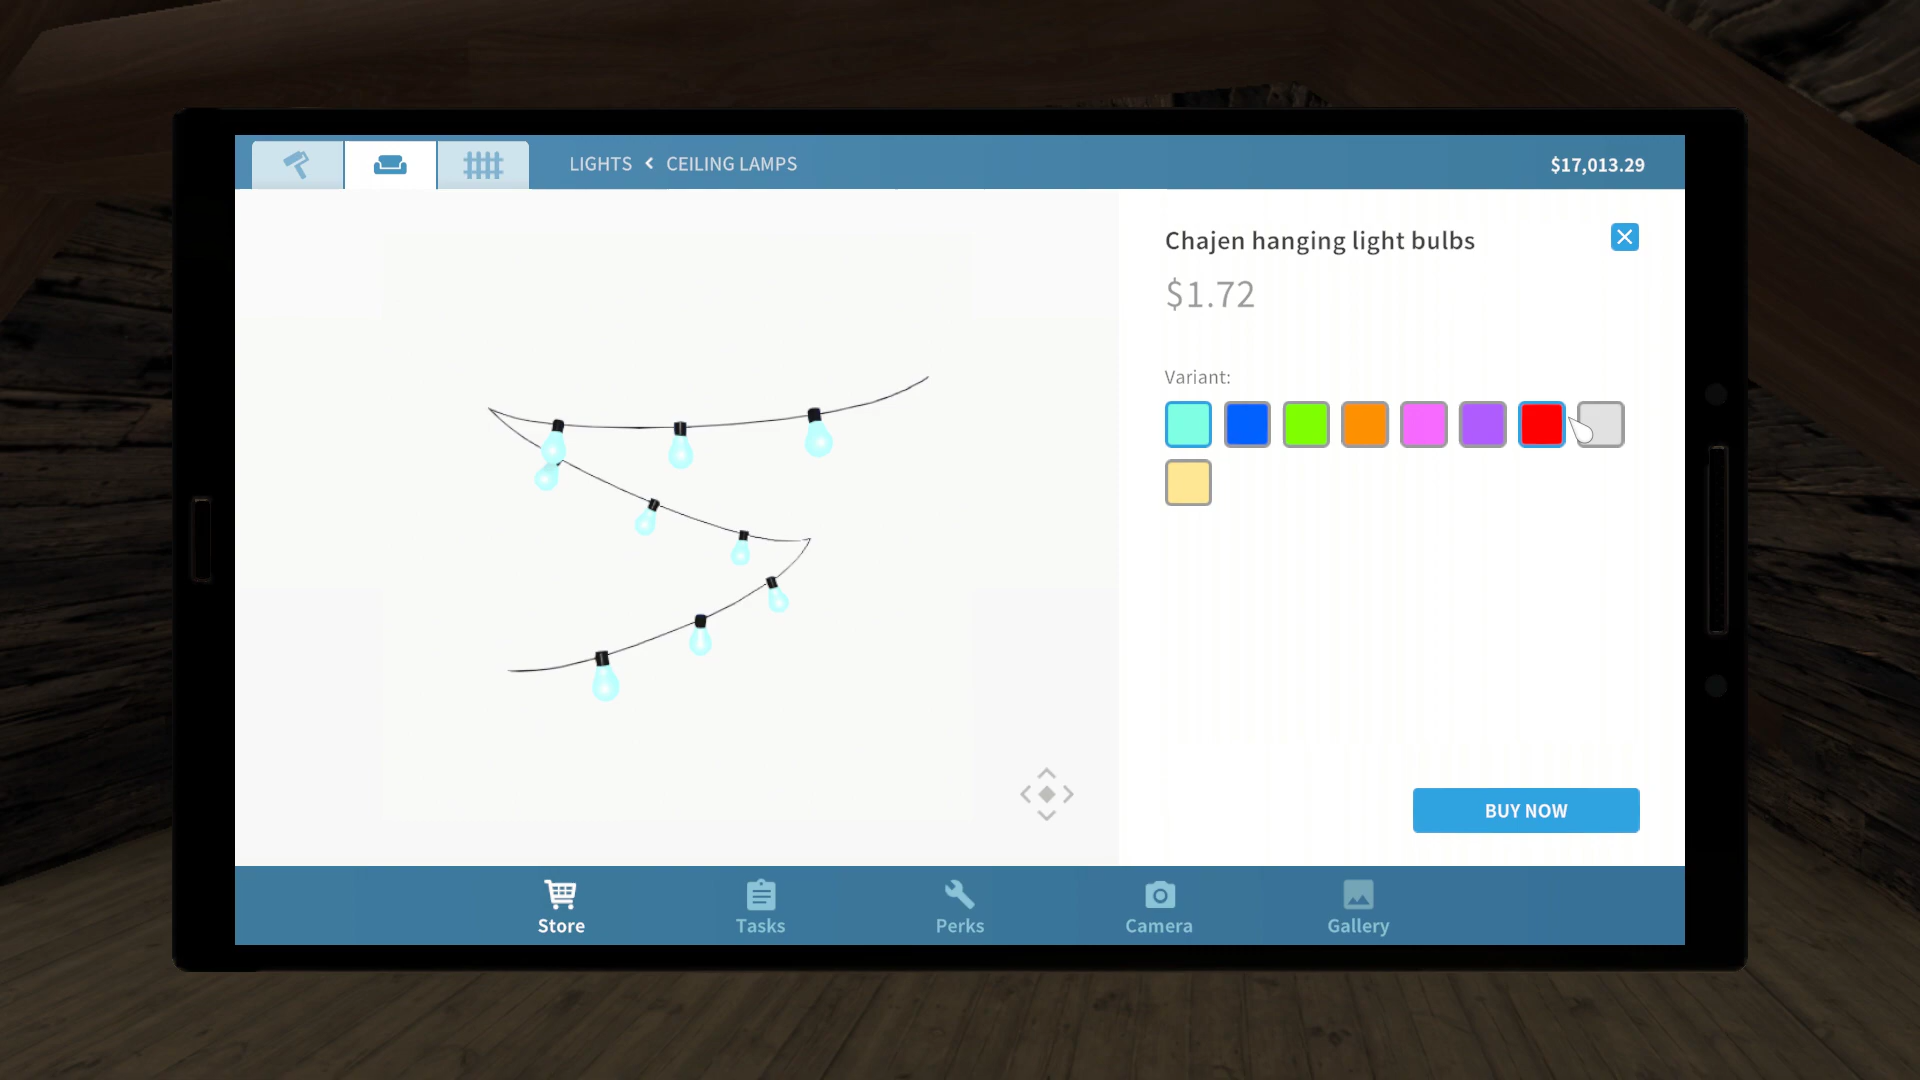 LIGHTS < CEILING LAMPS
$17,013.29
Chajen hanging light bulbs
$1.72
Variant:
BUY NOW
Store
Tasks
Perks
Camera
Gallery